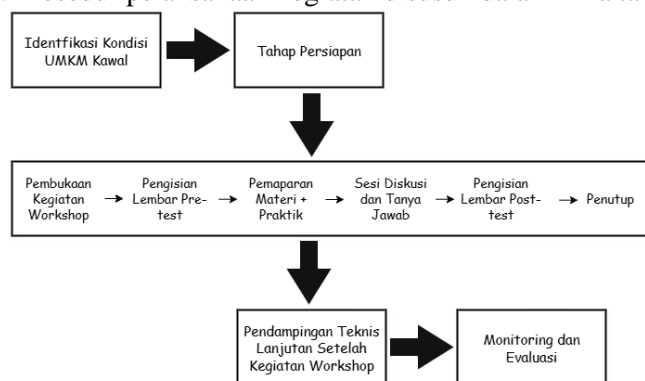 Identfikasi Kondisi
UMKM Kawal
Tahap Persiapan
Pembukaan
Kegiatan
Workshop
Pengisian
Lembar Pre-
test
Pemaparan
Materi +
Praktik
Sesi Diskusi
dan Tanya
Jawab
Pengisian
Lembar Post-
test
Penutup
Pendampingan Teknis
Lanjutan Setelah
Kegiatan Workshop
Monitoring dan
Evaluasi